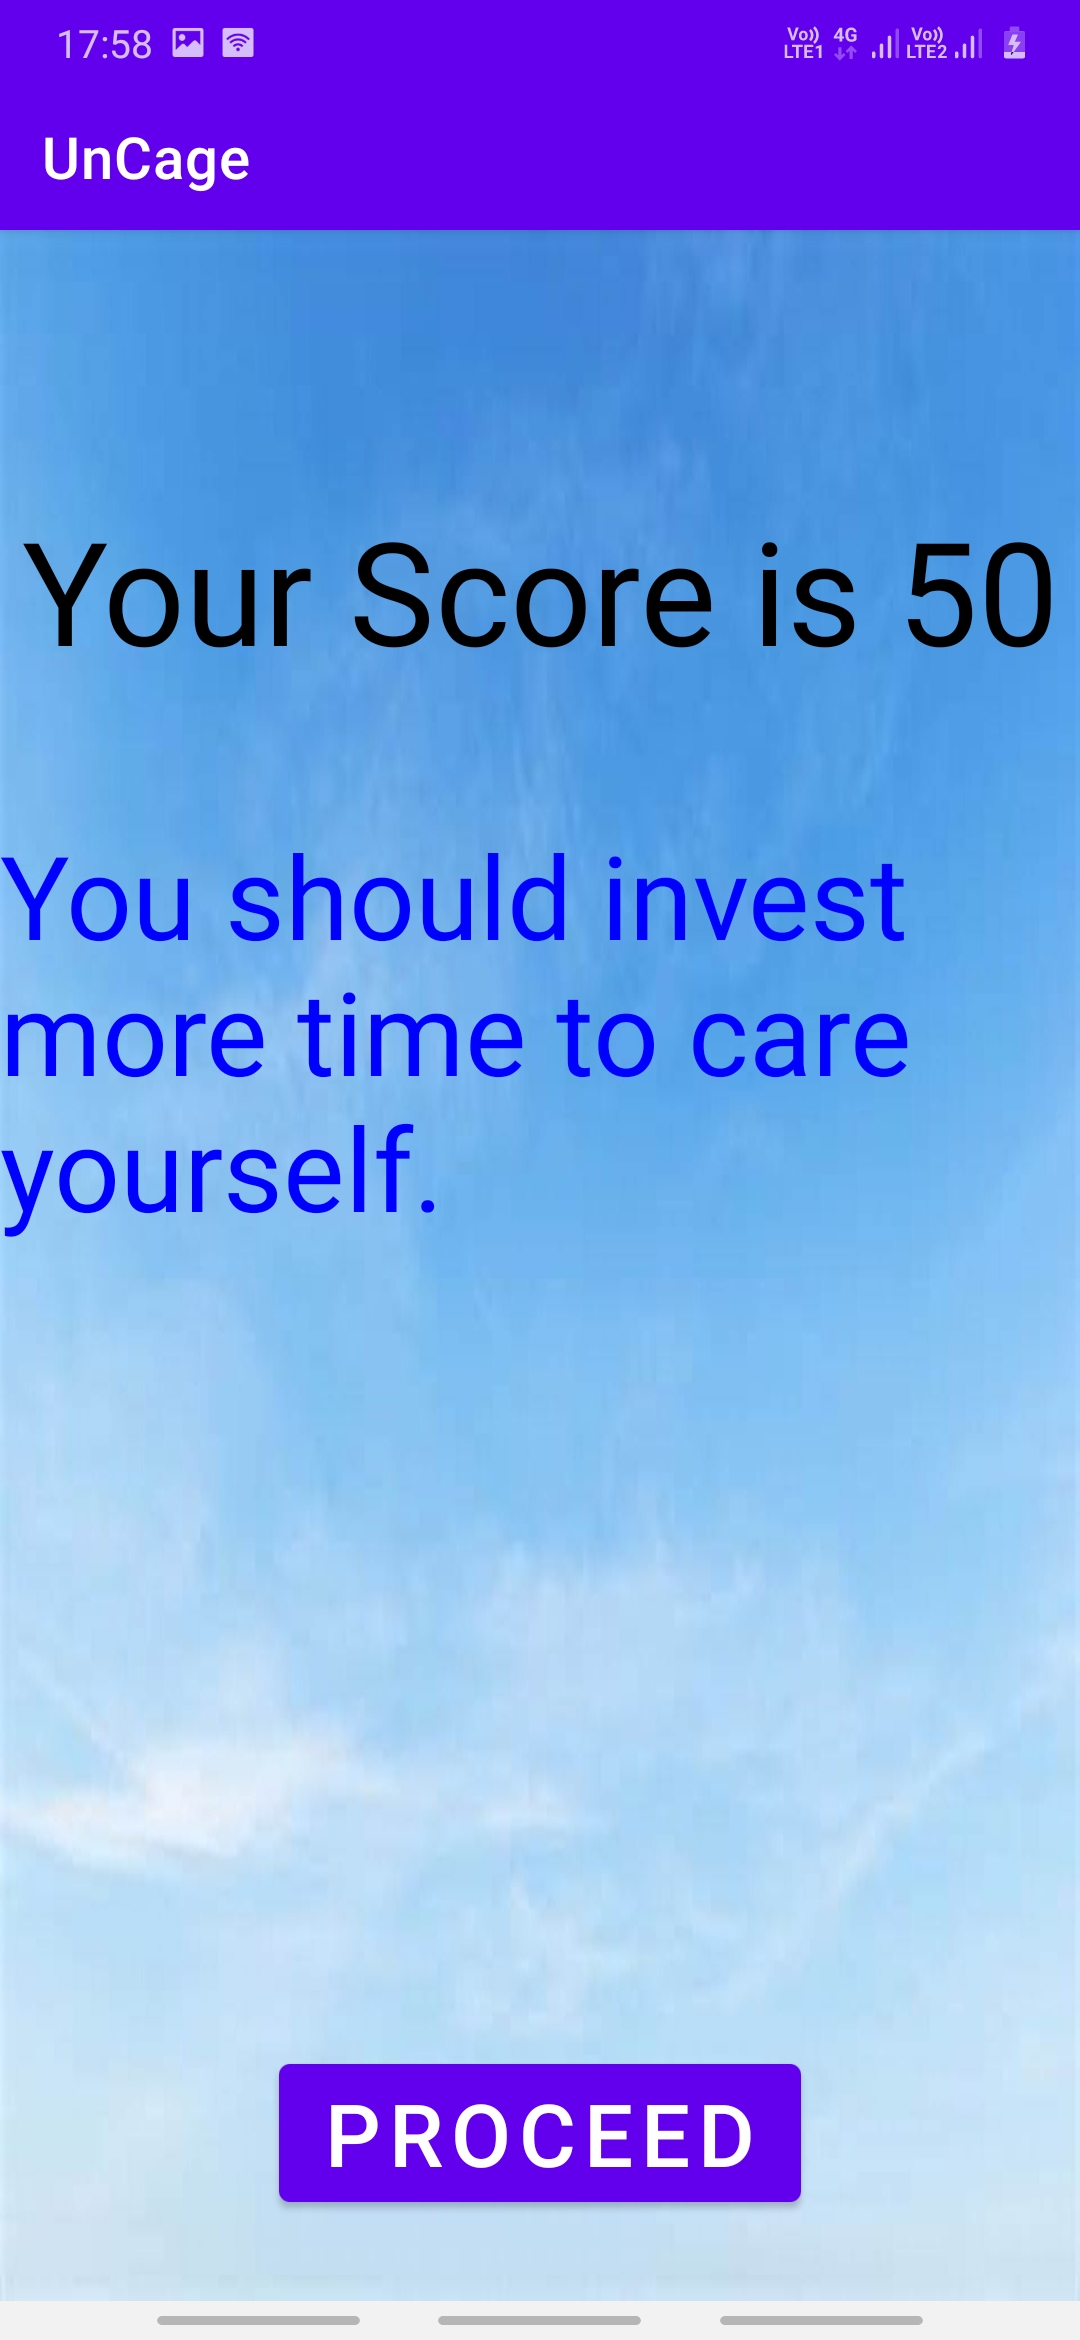 17:58
Vo)) 4G Vo))
LTE1 LTE2
UnCage
Your Score is 50
You should invest
more time to care
yourself.
PROCEED